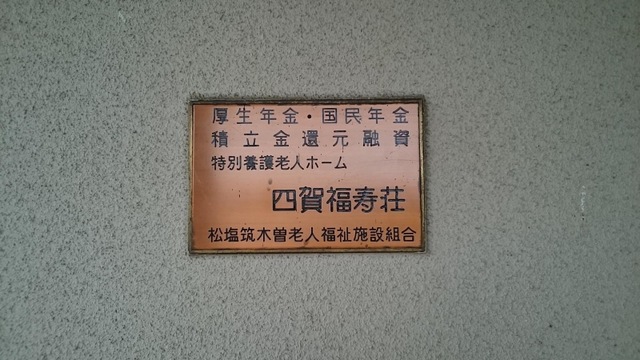 厚生年金・国民年金
積立金還元融資
特別養護老人ホーム
四賀福寿荘
松塩筑木曽老人福祉施設組合